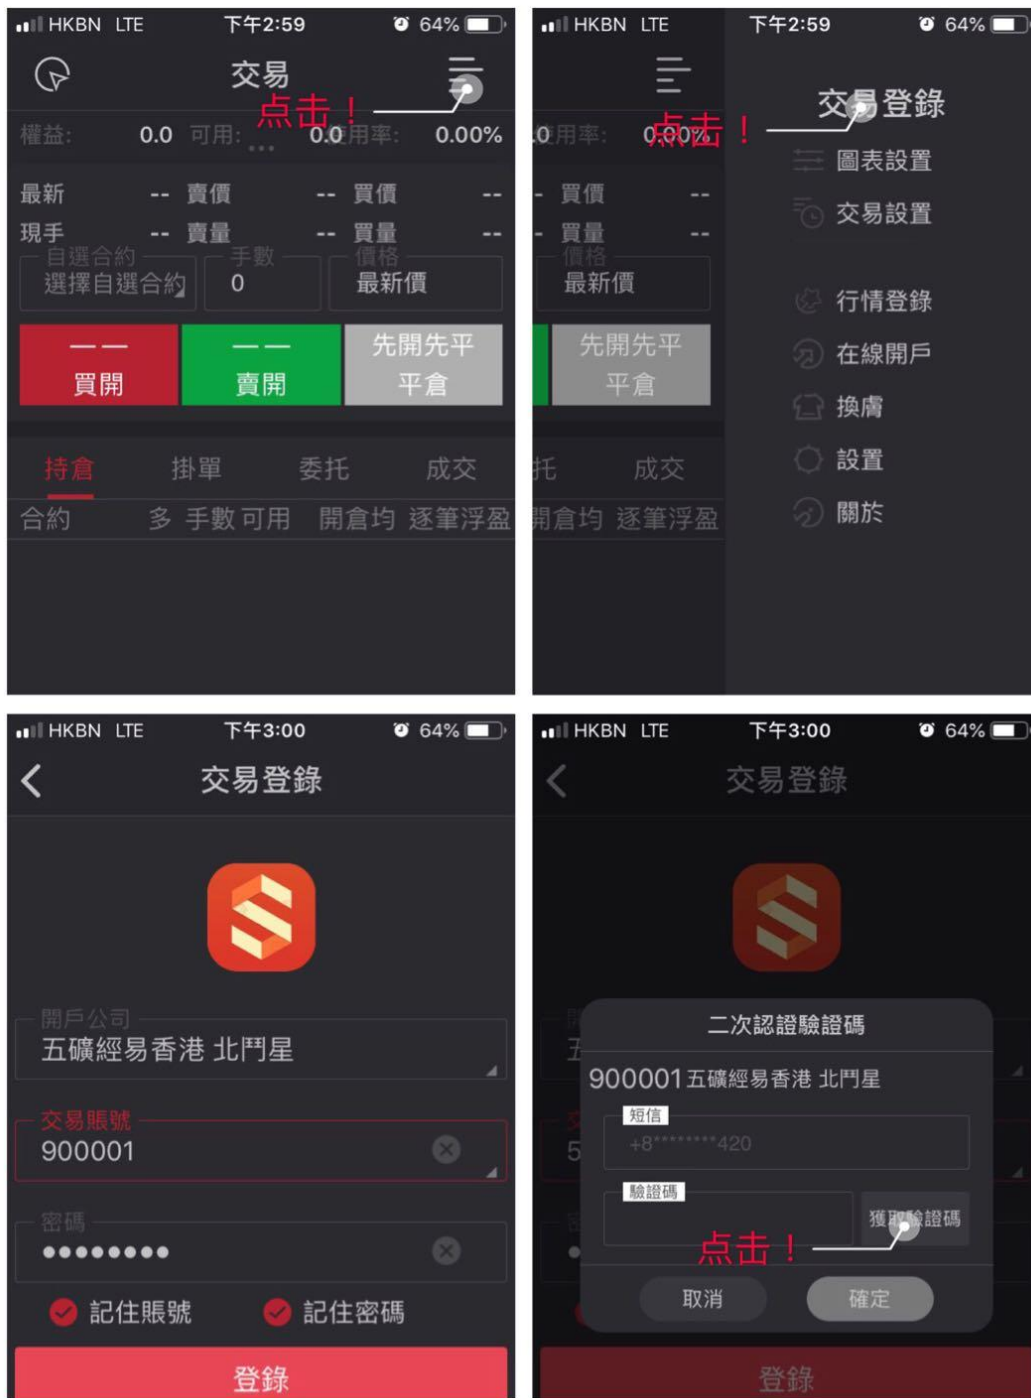 HKBN LTE 下午2:59 64%
交易
点击！
權益: 0.0 可用: ... 0.0 使用率: 0.00%
最新 -- 賣價 -- 買價 --
現手 -- 賣量 -- 買量 --
自選合約 手數 價格
選擇自選合約 0 最新價
—— —— 先開先平
買開 賣開 平倉
持倉 掛單 委托 成交
合約 多 手數 可用 開倉均 逐筆浮盈
HKBN LTE 下午2:59 64%
交易登錄
点击！
.0 使用率: 0.00%
圖表設置
- 買價 --
交易設置
- 買量 --
價格
最新價
行情登錄
先開先平
在線開戶
平倉
換膚
設置
托 成交
關於
開倉均 逐筆浮盈
HKBN LTE 下午3:00 64%
交易登錄
開戶公司
五礦經易香港 北鬥星
交易賬號
900001
密碼
●●●●●●●●
記住賬號 記住密碼
登錄
HKBN LTE 下午3:00 64%
交易登錄
二次認證驗證碼
900001五礦經易香港 北鬥星
短信
+8********420
驗證碼
獲取驗證碼
点击！
取消 確定
登錄